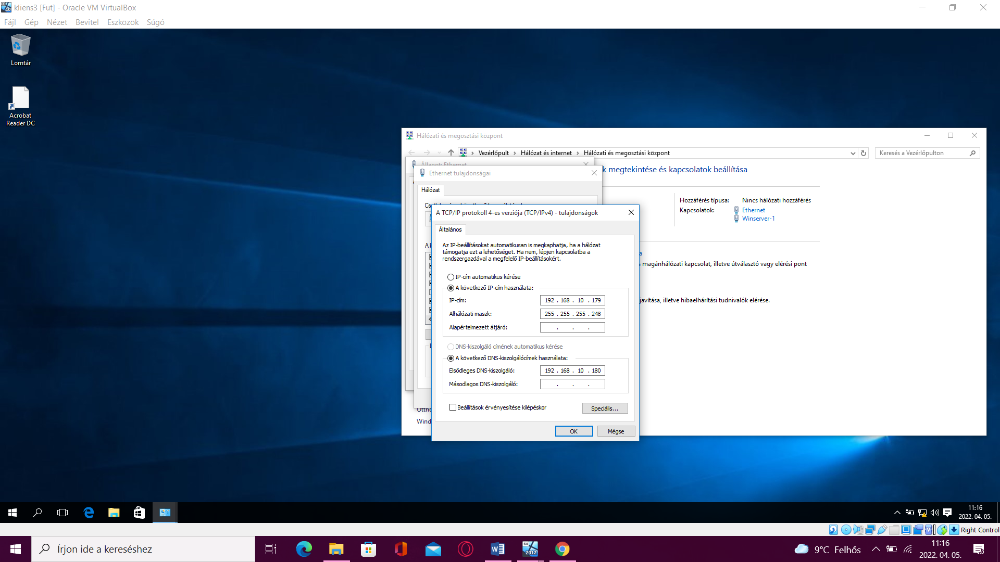 kliens3 [Fut] - Oracle VM VirtualBox
Fájl Gép Nézet Bevitel Eszközök Súgó
Lomtár
Acrobat
Reader DC
Hálózati és megosztási központ
Vezérlőpult › Hálózat és internet › Hálózati és megosztási központ
Keresés a Vezérlőpulton
Állapot: Ethernet
k megtekintése és kapcsolatok beállítása
Ethernet tulajdonságai
Hálózat
Hozzáférés típusa: Nincs hálózati hozzáférés
Kapcsolatok: Ethernet
Winserver-1
A TCP/IP protokoll 4-es verziója (TCP/IPv4) - tulajdonságok
Általános
Az IP-beállításokat automatikusan is megkaphatja, ha a hálózat
támogatja ezt a lehetőséget. Ha nem, lépjen kapcsolatba a
rendszergazdával a megfelelő IP-beállításokért.
magánhálózati kapcsolat, illetve útválasztó vagy elérési pont
javítása, illetve hibaelhárítási tudnivalók elérése.
IP-cím automatikus kérése
A következő IP-cím használata:
IP-cím: 192 . 168 . 10 . 179
Alhálózati maszk: 255 . 255 . 255 . 248
Alapértelmezett átjáró: . . .
DNS-kiszolgáló címének automatikus kérése
A következő DNS-kiszolgálócímek használata:
Elsődleges DNS-kiszolgáló: 192 . 168 . 10 . 180
Másodlagos DNS-kiszolgáló: . . .
Beállítások érvényesítése kilépéskor
Speciális...
OK Mégse
Ottho
Wind
11:16
2022. 04. 05.
Right Control
Írjon ide a kereséshez
64
2012
9°C Felhős
11:16
2022. 04. 05.